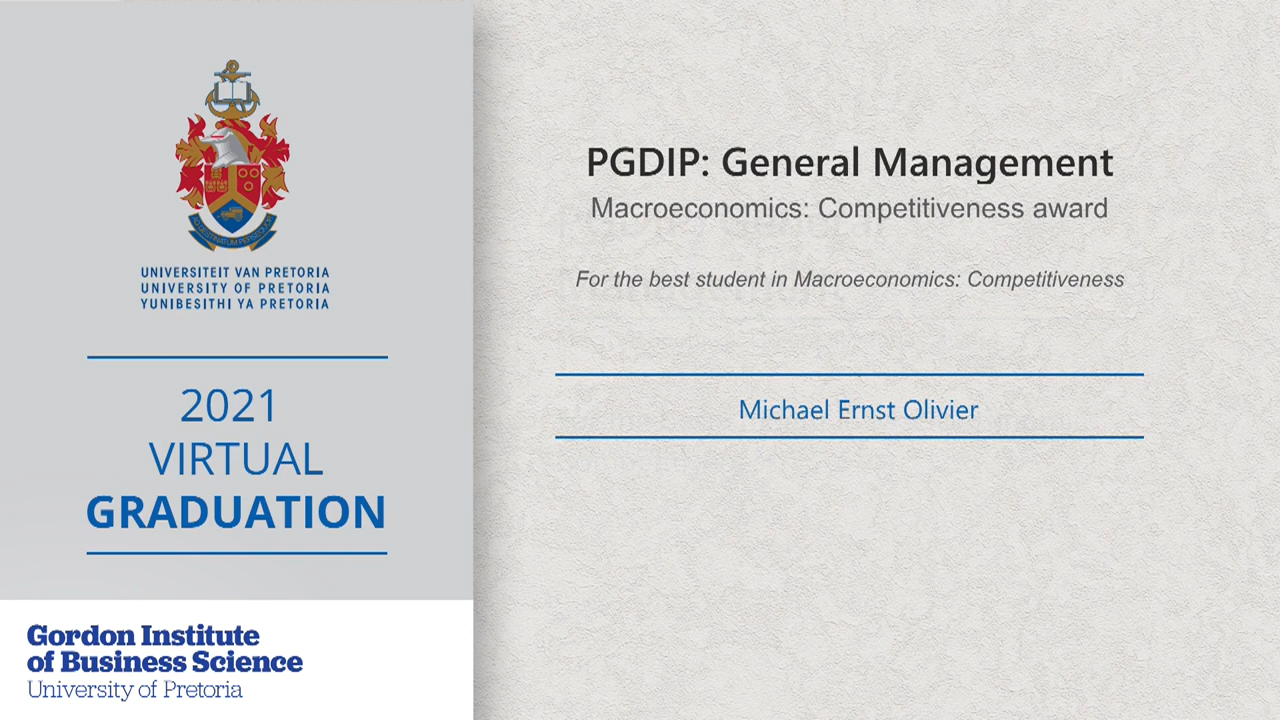 UNIVERSITEIT VAN PRETORIA
UNIVERSITY OF PRETORIA
YUNIBESITHI YA PRETORIA
2021
VIRTUAL
GRADUATION
Gordon Institute
of Business Science
University of Pretoria
PGDIP: General Management
Macroeconomics: Competitiveness award
For the best student in Macroeconomics: Competitiveness
Michael Ernst Olivier